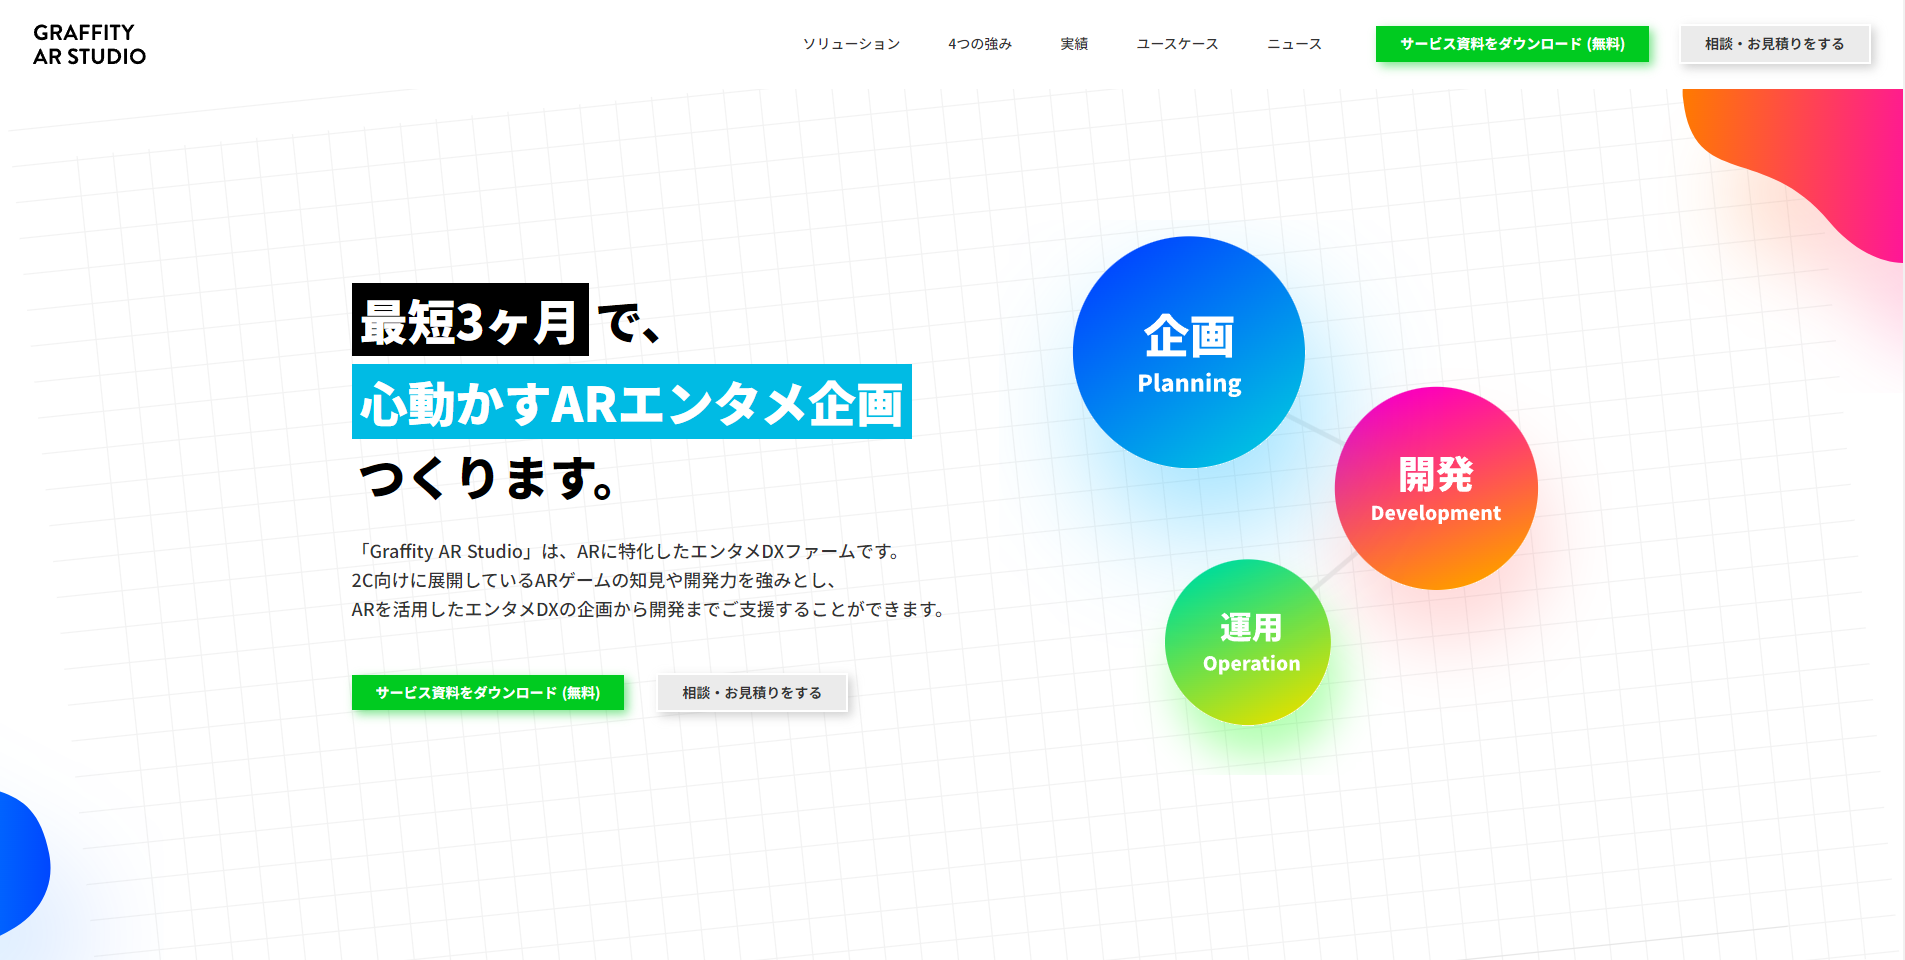 GRAFFITY
AR STUDIO
ソリューション
4つの強み
実績
ユースケース
ニュース
サービス資料をダウンロード (無料)
相談・お見積りをする
最短3ヶ月で、
心動かすARエンタメ企画
つくります。
「Graffity AR Studio」は、ARに特化したエンタメDXファームです。
2C向けに展開しているARゲームの知見や開発力を強みとし、
ARを活用したエンタメDXの企画から開発までご支援することができます。
サービス資料をダウンロード (無料)
相談・お見積りをする
企画
Planning
開発
Development
運用
Operation